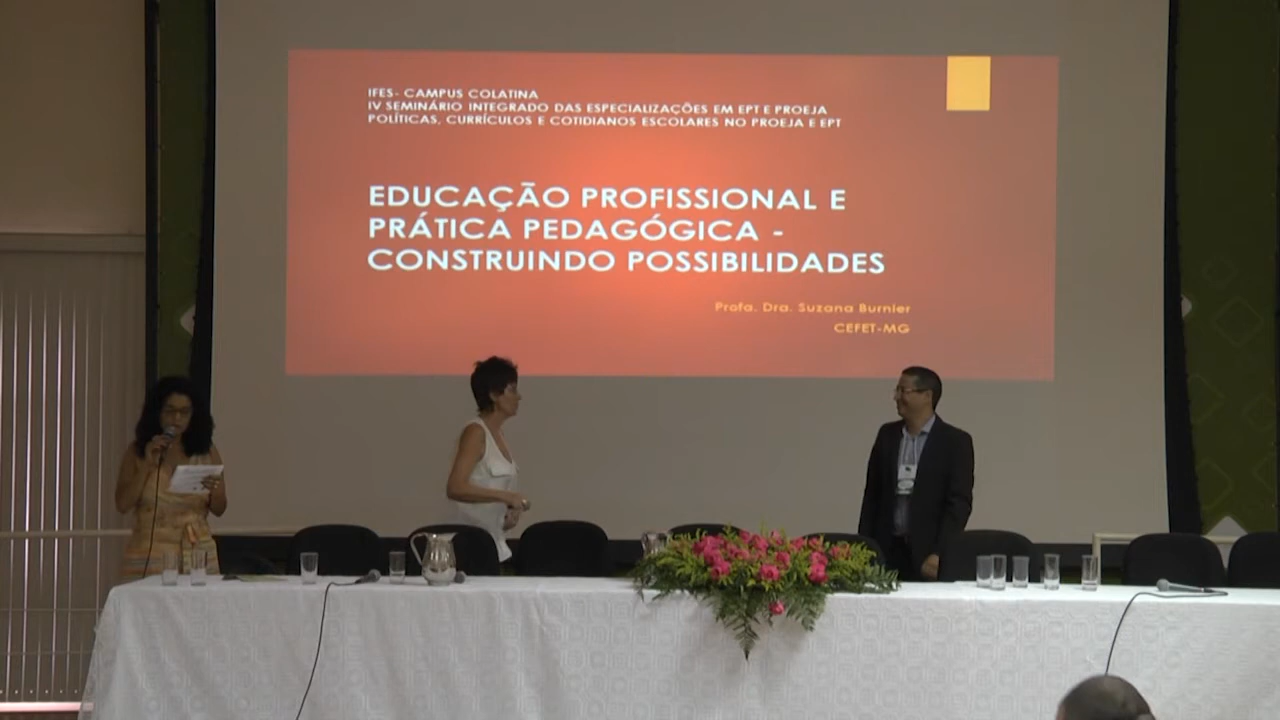 IFES- CAMPUS COLATINA
IV SEMINÁRIO INTEGRADO DAS ESPECIALIZAÇÕES EM EPT E PROEJA
POLÍTICAS, CURRÍCULOS E COTIDIANOS ESCOLARES NO PROEJA E EPT
EDUCAÇÃO PROFISSIONAL E
PRÁTICA PEDAGÓGICA -
CONSTRUINDO POSSIBILIDADES
Profa. Dra. Suzana Burnier
CEFET-MG